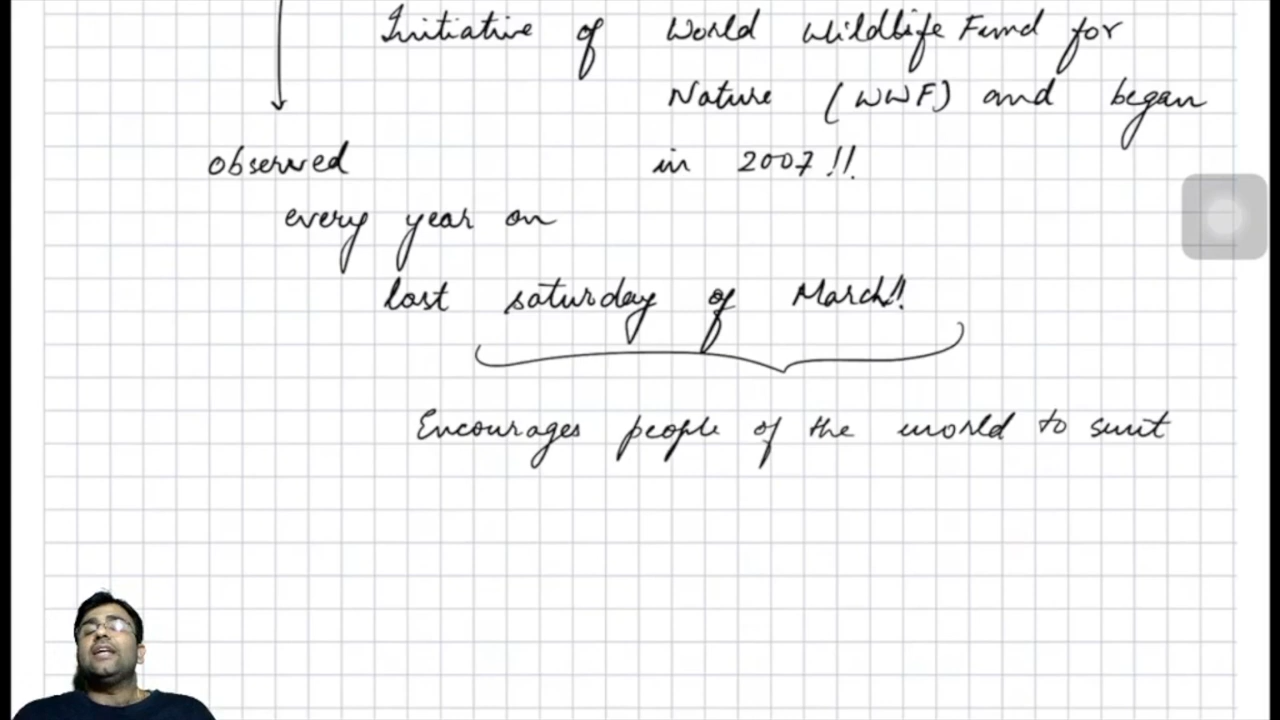 Initiative of World Wildlife Fund for
Nature (WWF) and began
in 2007!!
observed
every year on
last saturday of March!!
Encourages people of the world to swit